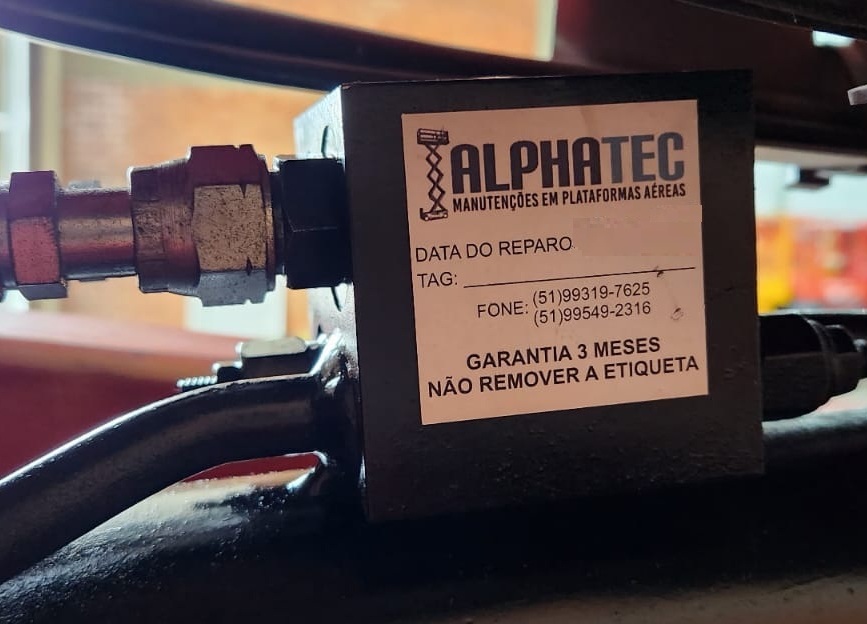 ALPHATEC
MANUTENÇÕES EM PLATAFORMAS AÉREAS
DATA DO REPARO
TAG:
FONE: (51)99319-7625
(51)99549-2316
GARANTIA 3 MESES
NÃO REMOVER A ETIQUETA